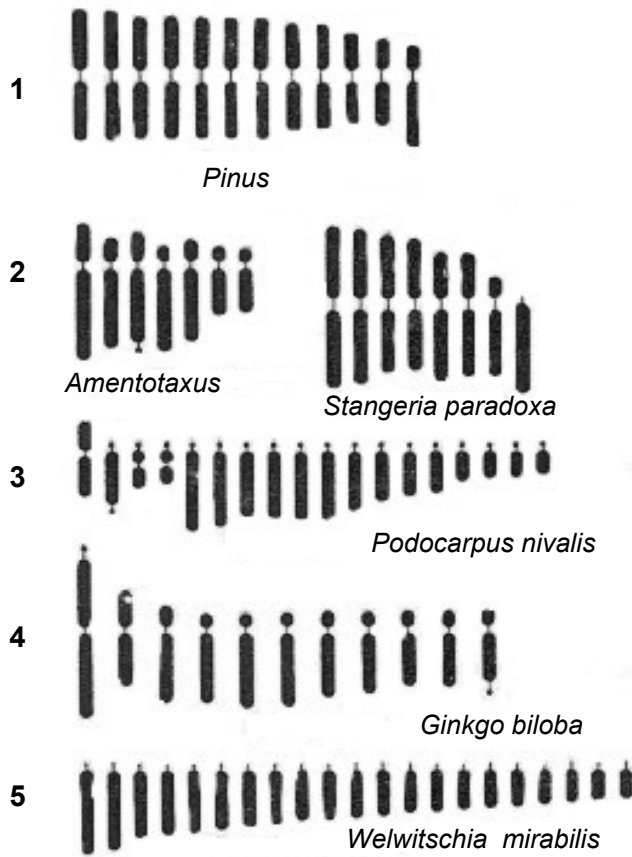 1
Pinus
2
Amentotaxus
Stangeria paradoxa
3
Podocarpus nivalis
4
Ginkgo biloba
5
Welwitschia mirabilis